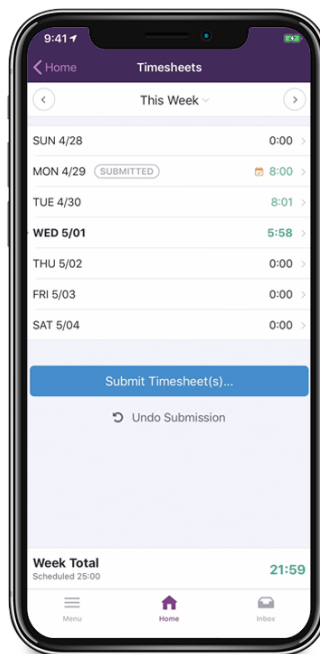 9:41
Home Timesheets
This Week
SUN 4/28 0:00
MON 4/29 SUBMITTED 8:00
TUE 4/30 8:01
WED 5/01 5:58
THU 5/02 0:00
FRI 5/03 0:00
SAT 5/04 0:00
Submit Timesheet(s)...
Undo Submission
Week Total
Scheduled 25:00
21:59
Menu Home Inbox